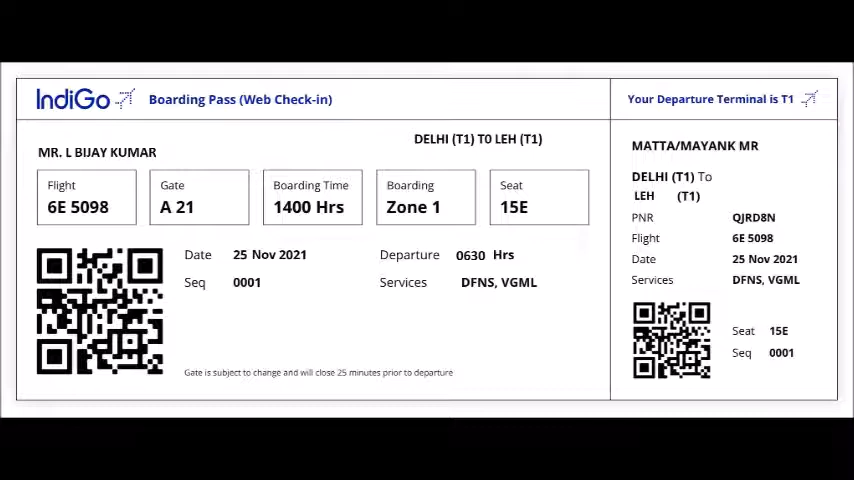 IndiGo Boarding Pass (Web Check-in)
MR. L BIJAY KUMAR
DELHI (T1) T0 LEH (T1)
Flight
6E 5098
Gate
A 21
Boarding Time
1400 Hrs
Boarding
Zone 1
Seat
15E
Date 25 Nov 2021
Departure 0630 Hrs
Seq 0001
Services DFNS, VGML
Gate is subject to change and will close 25 minutes prior to departure
Your Departure Terminal is T1
MATTA/MAYANK MR
DELHI (T1) To
LEH (T1)
PNR QJRD8N
Flight 6E 5098
Date 25 Nov 2021
Services DFNS, VGML
Seat 15E
Seq 0001